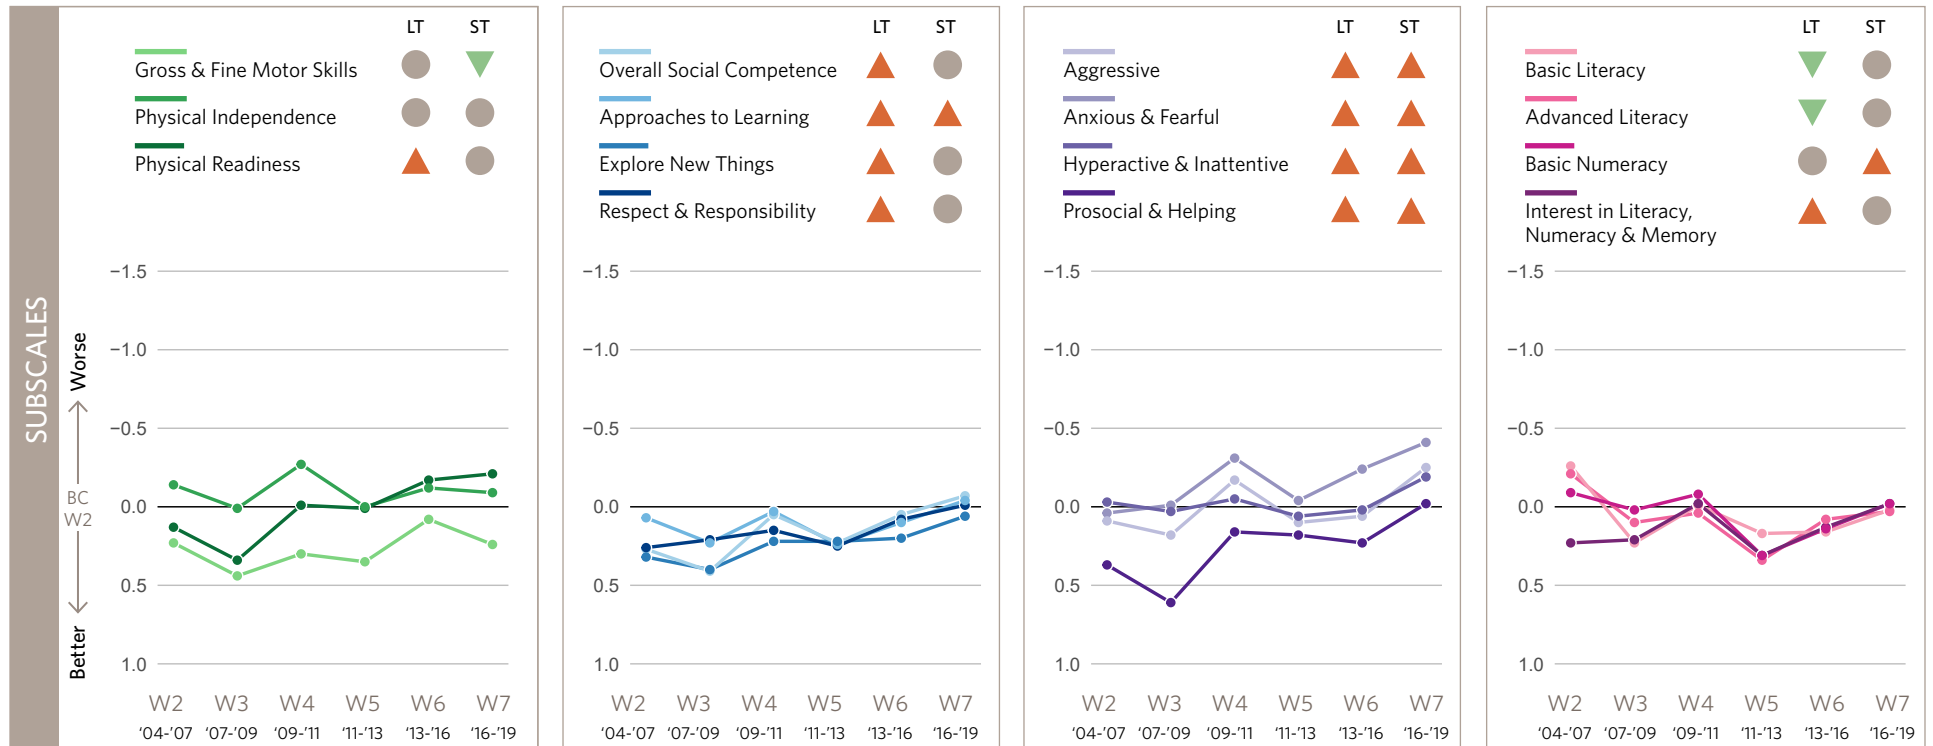 SUBSCALES
Worse
BC
W2
Better
LT ST
Gross & Fine Motor Skills
Physical Independence
Physical Readiness
−1.5
−1.0
−0.5
0.0
0.5
1.0
W2 W3 W4 W5 W6 W7
‘04-’07 ‘07-’09 ‘09-’11 ‘11-’13 ‘13-’16 ‘16-’19
LT ST
Overall Social Competence
Approaches to Learning
Explore New Things
Respect & Responsibility
−1.5
−1.0
−0.5
0.0
0.5
1.0
W2 W3 W4 W5 W6 W7
‘04-’07 ‘07-’09 ‘09-’11 ‘11-’13 ‘13-’16 ‘16-’19
LT ST
Aggressive
Anxious & Fearful
Hyperactive & Inattentive
Prosocial & Helping
−1.5
−1.0
−0.5
0.0
0.5
1.0
W2 W3 W4 W5 W6 W7
‘04-’07 ‘07-’09 ‘09-’11 ‘11-’13 ‘13-’16 ‘16-’19
LT ST
Basic Literacy
Advanced Literacy
Basic Numeracy
Interest in Literacy,
Numeracy & Memory
−1.5
−1.0
−0.5
0.0
0.5
1.0
W2 W3 W4 W5 W6 W7
‘04-’07 ‘07-’09 ‘09-’11 ‘11-’13 ‘13-’16 ‘16-’19